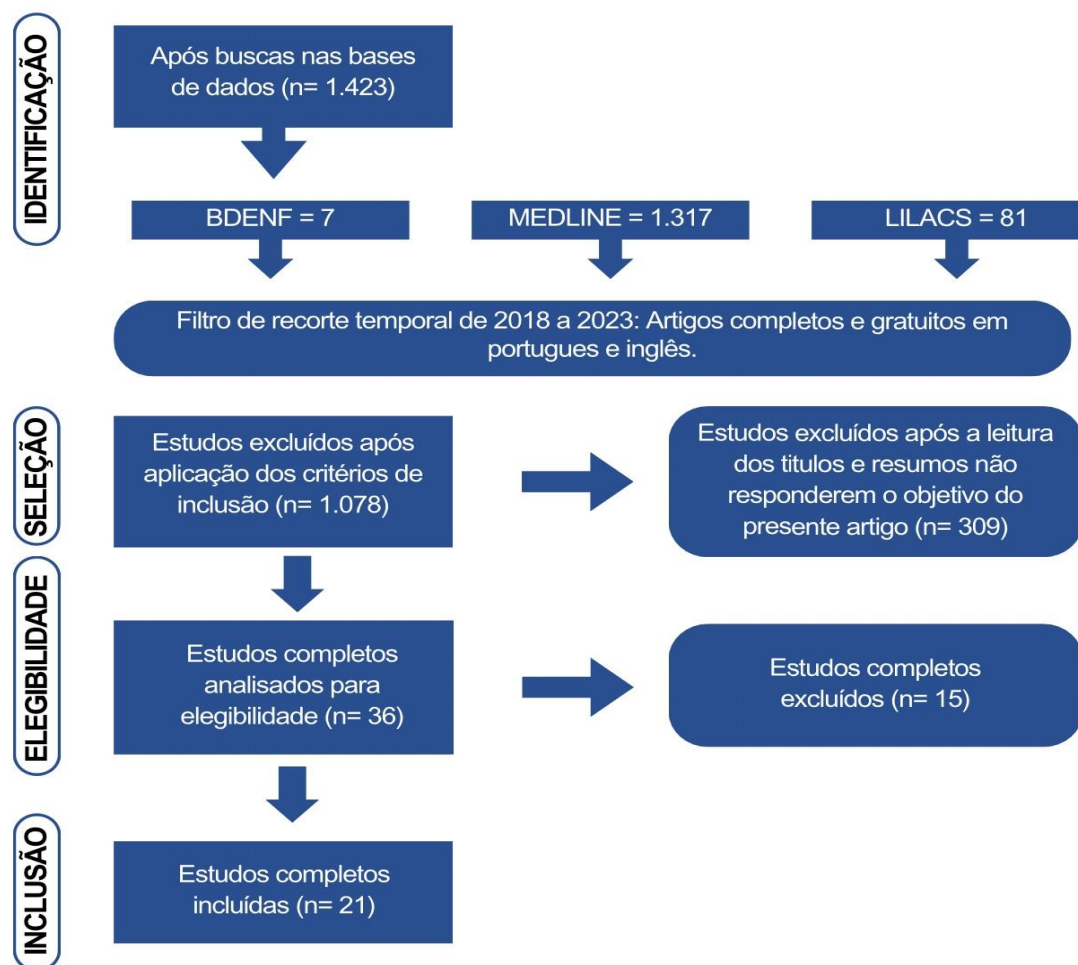 IDENTIFICAÇÃO
Após buscas nas bases
de dados (n= 1.423)
BDENF = 7
MEDLINE = 1.317
LILACS = 81
Filtro de recorte temporal de 2018 a 2023: Artigos completos e gratuitos em
portugues e inglês.
SELEÇÃO
Estudos excluídos após
aplicação dos critérios de
inclusão (n= 1.078)
Estudos excluídos após a leitura
dos titulos e resumos não
responderem o objetivo do
presente artigo (n= 309)
ELEGIBILIDADE
Estudos completos
analisados para
elegibilidade (n= 36)
Estudos completos
excluídos (n= 15)
INCLUSÃO
Estudos completos
incluídas (n= 21)